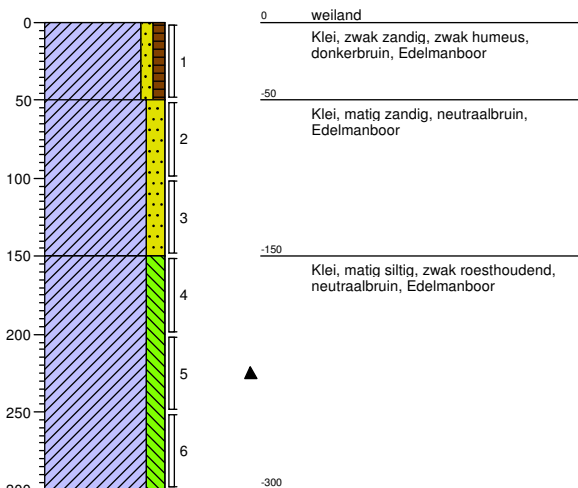 0
50
100
150
200
250
300
1
2
3
4
5
6
0 weiland
Klei, zwak zandig, zwak humeus,
donkerbruin, Edelmanboor
-50
Klei, matig zandig, neutraalbruin,
Edelmanboor
-150
Klei, matig siltig, zwak roesthoudend,
neutraalbruin, Edelmanboor
-300